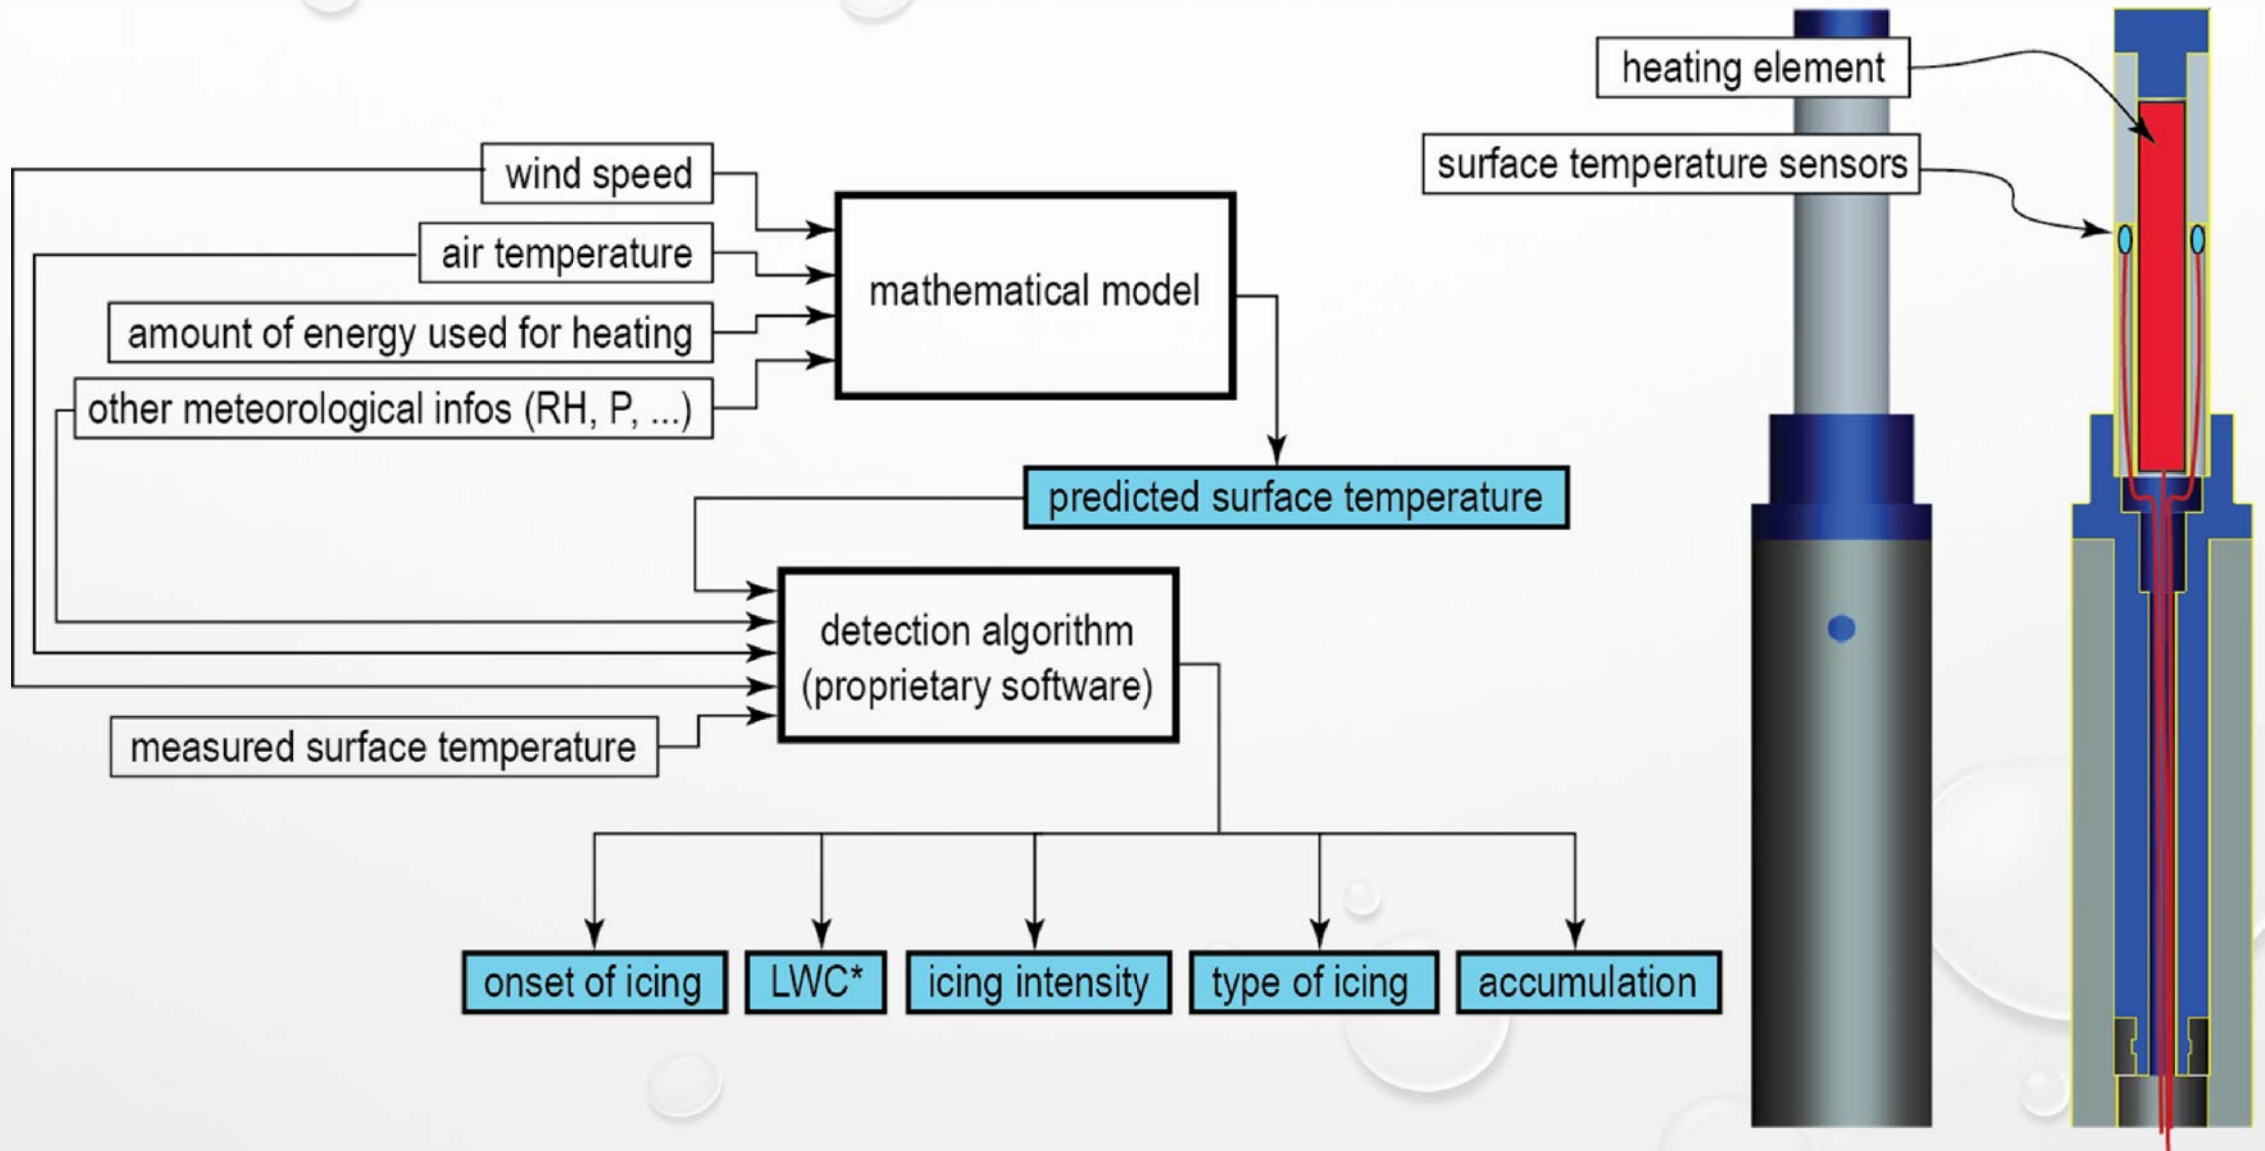 heating element
surface temperature sensors
wind speed
air temperature
amount of energy used for heating
other meteorological infos (RH, P, ...)
mathematical model
predicted surface temperature
detection algorithm
(proprietary software)
measured surface temperature
onset of icing
LWC*
icing intensity
type of icing
accumulation